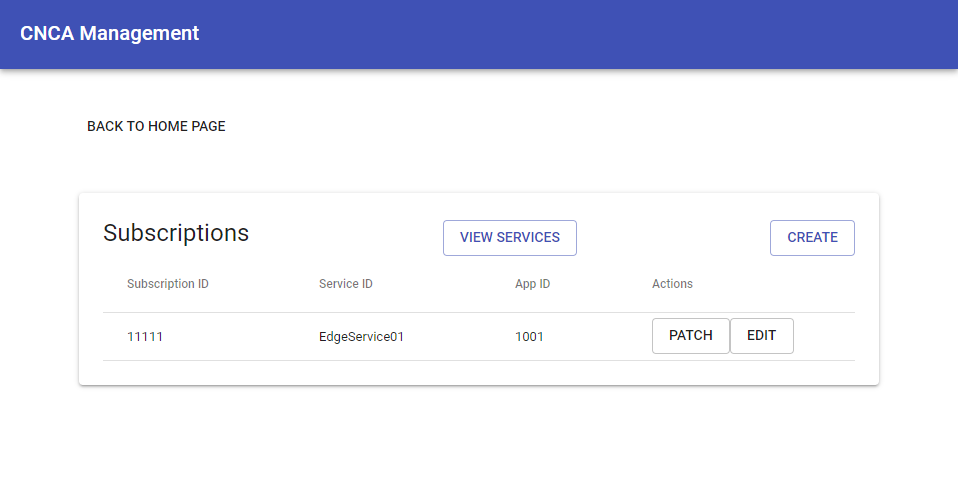 CNCA Management
BACK TO HOME PAGE
Subscriptions VIEW SERVICES CREATE
Subscription ID Service ID App ID Actions
11111 EdgeService01 1001 PATCH EDIT